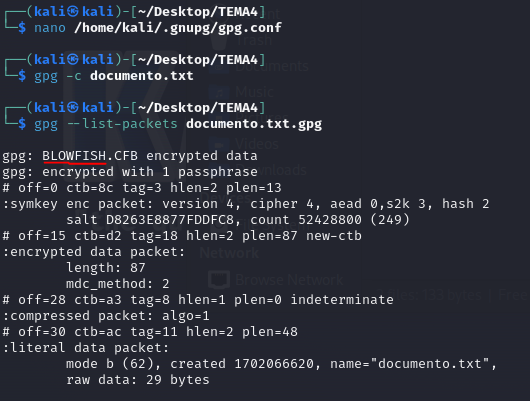 ┌──(kali㉿kali)-[~/Desktop/TEMA4]
└─$ nano /home/kali/.gnupg/gpg.conf
┌──(kali㉿kali)-[~/Desktop/TEMA4]
└─$ gpg -c documento.txt
┌──(kali㉿kali)-[~/Desktop/TEMA4]
└─$ gpg --list-packets documento.txt.gpg
gpg: BLOWFISH.CFB encrypted data
gpg: encrypted with 1 passphrase
# off=0 ctb=8c tag=3 hlen=2 plen=13
:symkey enc packet: version 4, cipher 4, aead 0,s2k 3, hash 2
salt D8263E8877FDDFC8, count 52428800 (249)
# off=15 ctb=d2 tag=18 hlen=2 plen=87 new-ctb
:encrypted data packet:
length: 87
mdc_method: 2
# off=28 ctb=a3 tag=8 hlen=1 plen=0 indeterminate
:compressed packet: algo=1
# off=30 ctb=ac tag=11 hlen=2 plen=48
:literal data packet:
mode b (62), created 1702066620, name="documento.txt",
raw data: 29 bytes
Documents
Music
Videos
Network
Browse Network